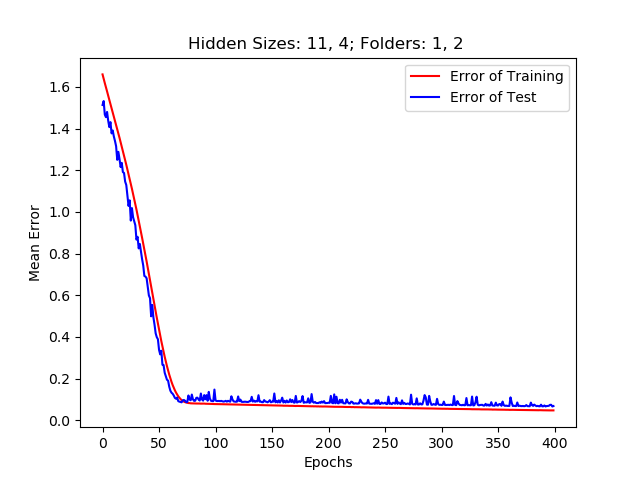 Hidden Sizes: 11, 4; Folders: 1, 2
Error of Training
Error of Test
Mean Error
1.6
1.4
1.2
1.0
0.8
0.6
0.4
0.2
0.0
0 50 100 150 200 250 300 350 400
Epochs